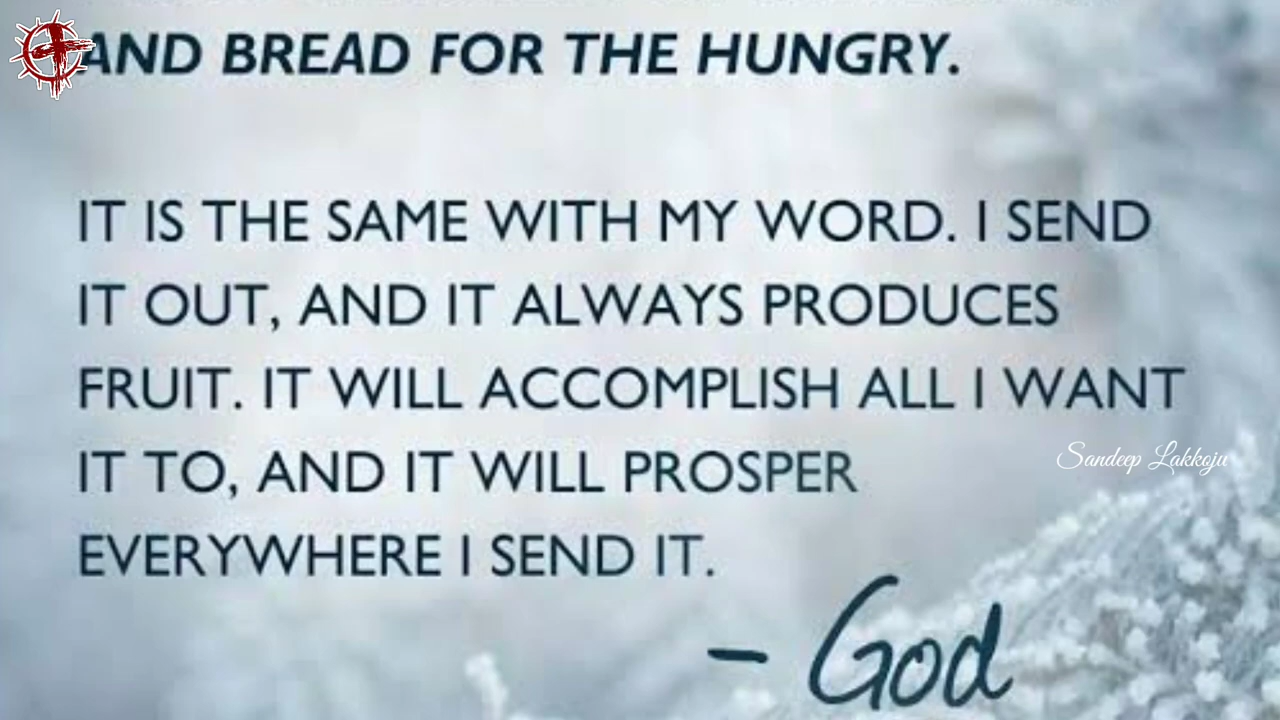 AND BREAD FOR THE HUNGRY.
IT IS THE SAME WITH MY WORD. I SEND
IT OUT, AND IT ALWAYS PRODUCES
FRUIT. IT WILL ACCOMPLISH ALL I WANT
IT TO, AND IT WILL PROSPER
Sandeep Lakkoju
EVERYWHERE I SEND IT.
– God